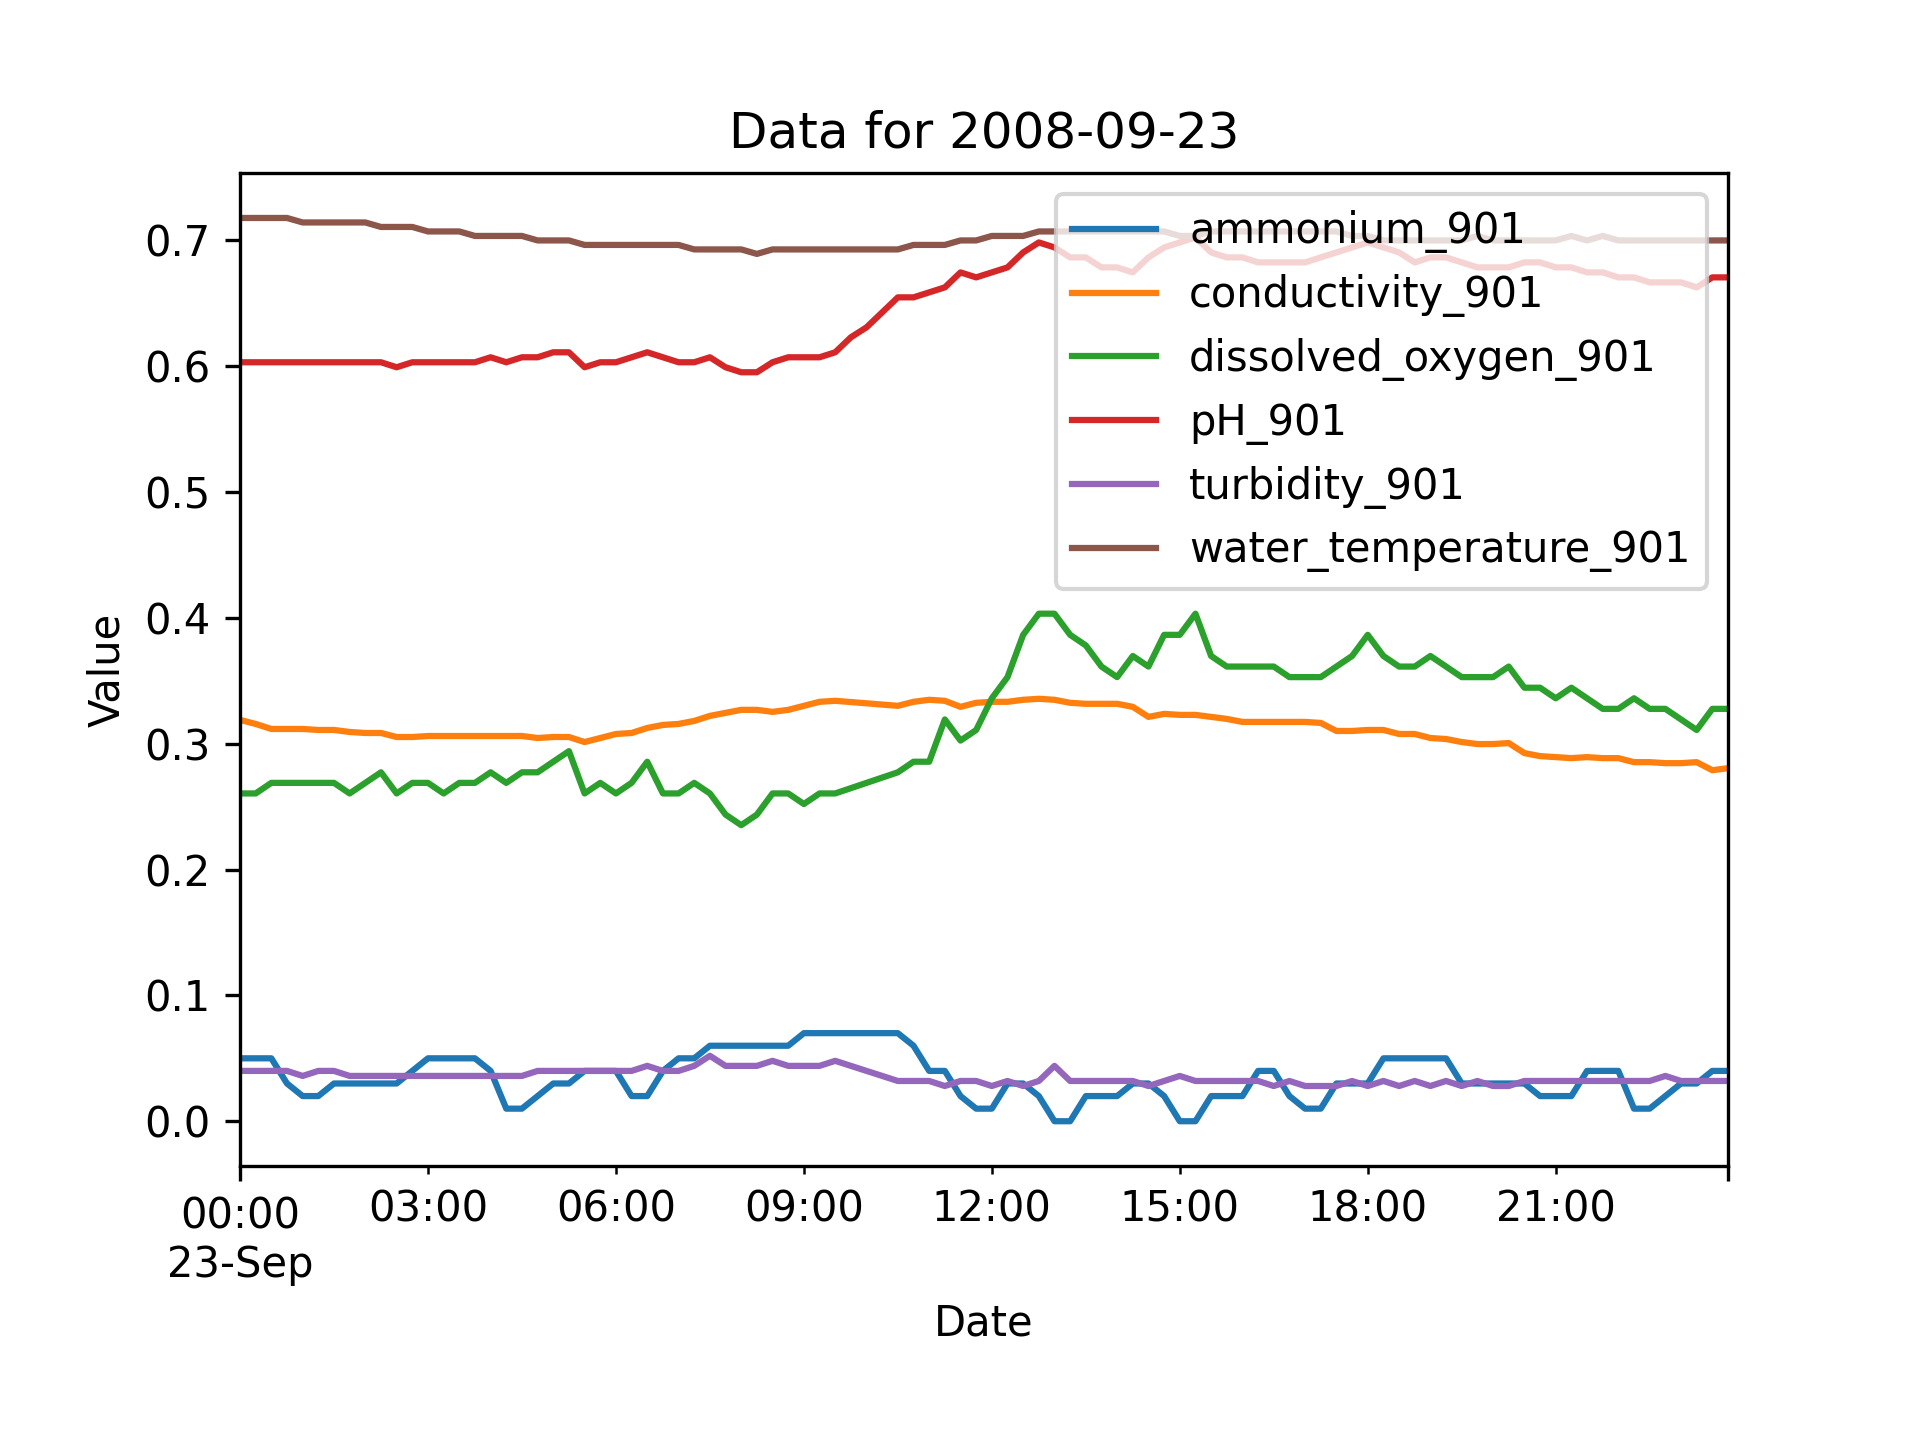 Data for 2008-09-23
ammonium_901
conductivity_901
dissolved_oxygen_901
pH_901
turbidity_901
water_temperature_901
Value
0.7
0.6
0.5
0.4
0.3
0.2
0.1
0.0
00:00 03:00 06:00 09:00 12:00 15:00 18:00 21:00
23-Sep
Date